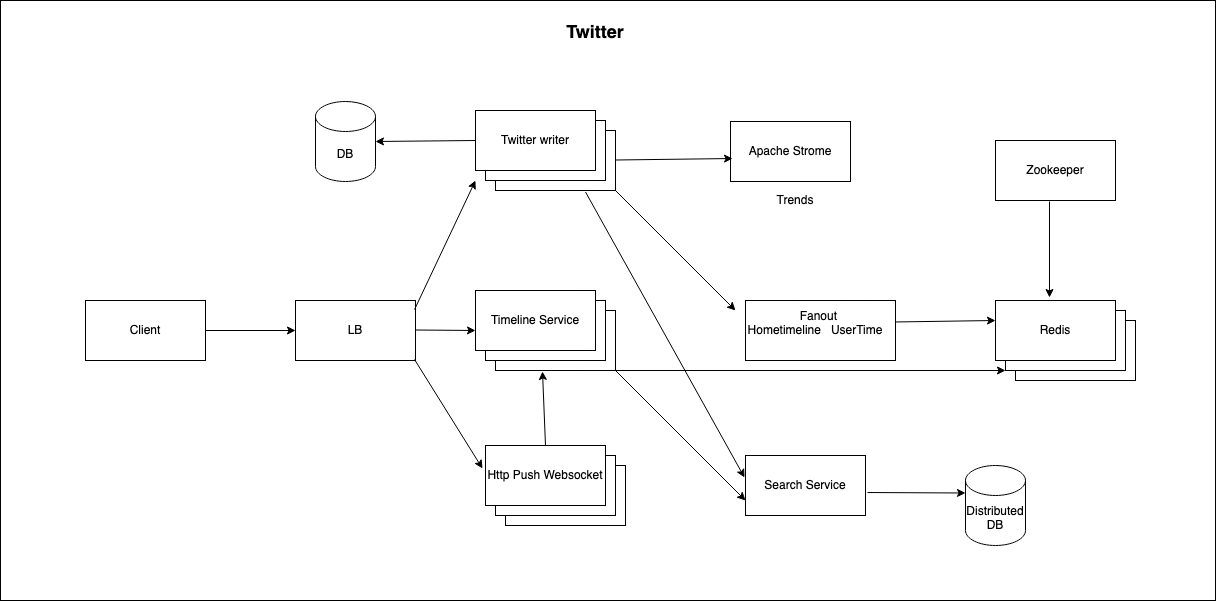 Twitter
Twitter writer
DB
Apache Strome
Trends
Zookeeper
Client
LB
Timeline Service
Fanout
Hometimeline UserTime
Redis
Http Push Websocket
Search Service
Distributed
DB